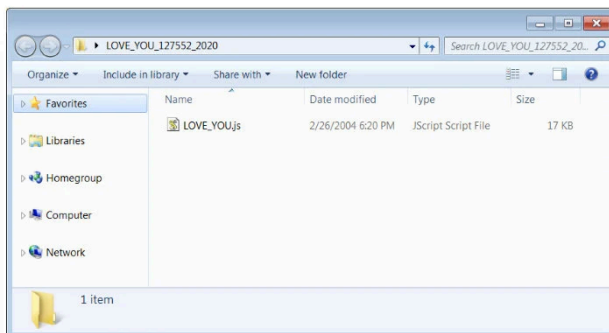 LOVE_YOU_127552_2020
Search LOVE_YOU_127552_20...
Organize Include in library Share with New folder
Favorites
Libraries
Homegroup
Computer
Network
Name Date modified Type Size
LOVE_YOU.js 2/26/2004 6:20 PM JScript Script File 17 KB
1 item